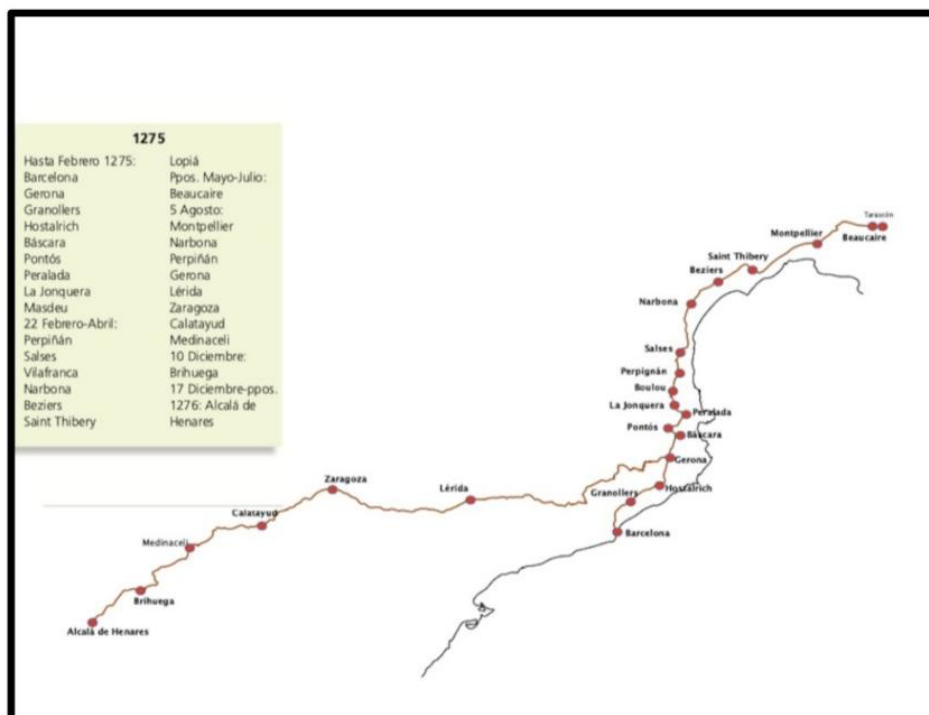 1275
Hasta Febrero 1275:
Barcelona
Gerona
Granollers
Hostalrich
Báscara
Pontós
Peralada
La Jonquera
Masdeu
22 Febrero-Abril:
Perpiñán
Salses
Vilafranca
Narbona
Beziers
Saint Thibery
Lopiá
Ppos. Mayo-Julio:
Beaucaire
5 Agosto:
Montpellier
Narbona
Perpiñán
Gerona
Lérida
Zaragoza
Calatayud
Medinaceli
10 Diciembre:
Brihuega
17 Diciembre-ppos.
1276: Alcalá de
Henares
Tarascón
Montpellier
Beaucaire
Saint Thibery
Beziers
Narbona
Salses
Perpignán
Boulou
La Jonquera
Peralada
Pontós
Báscara
Gerona
Zaragoza
Lérida
Granollers
Hostalrich
Calatayud
Barcelona
Medinaceli
Brihuega
Alcalá de Henares